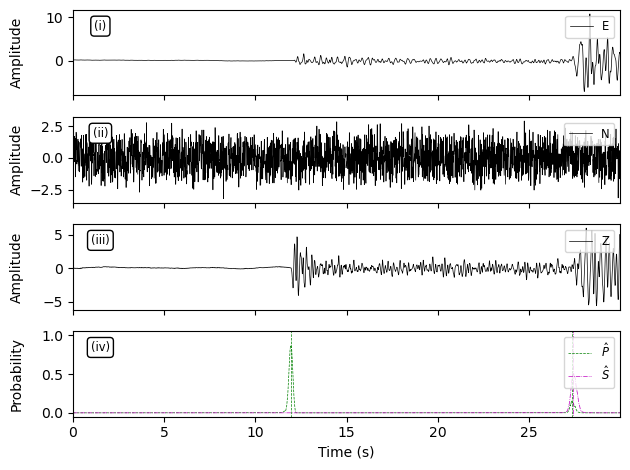 (i)
E
10
0
Amplitude
(ii)
N
2.5
0.0
−2.5
Amplitude
(iii)
Z
5
0
−5
Amplitude
(iv)
P̂
Ŝ
1.0
0.5
0.0
Probability
0 5 10 15 20 25
Time (s)